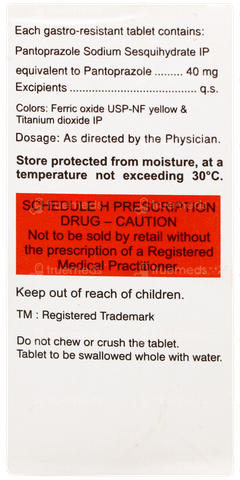 Each gastro-resistant tablet contains:
Pantoprazole Sodium Sesquihydrate IP
equivalent to Pantoprazole ......... 40 mg
Excipients ........................................ q.s.
Colors: Ferric oxide USP-NF yellow &
Titanium dioxide IP
Dosage: As directed by the Physician.
Store protected from moisture, at a
temperature not exceeding 30°C.
SCHEDULE H PRESCRIPTION
DRUG – CAUTION
Not to be sold by retail without
the prescription of a Registered
Medical Practitioner.
Keep out of reach of children.
TM : Registered Trademark
Do not chew or crush the tablet.
Tablet to be swallowed whole with water.